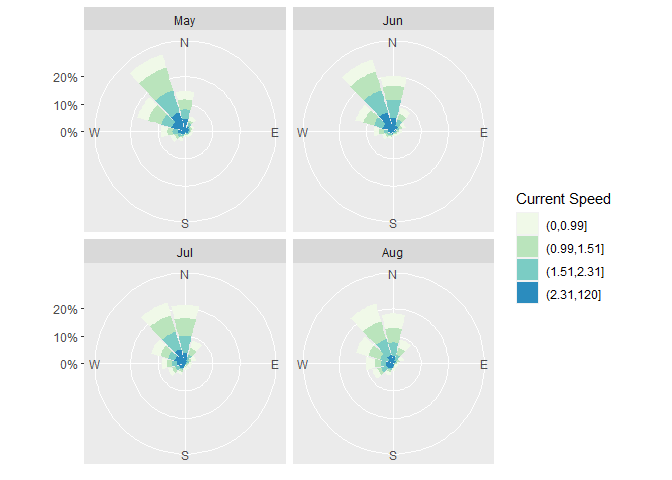 May
Jun
N
N
20%
10%
0%
W
E
W
E
S
S
Current Speed
(0,0.99]
(0.99,1.51]
(1.51,2.31]
(2.31,120]
Jul
Aug
N
N
20%
10%
0%
W
E
W
E
S
S